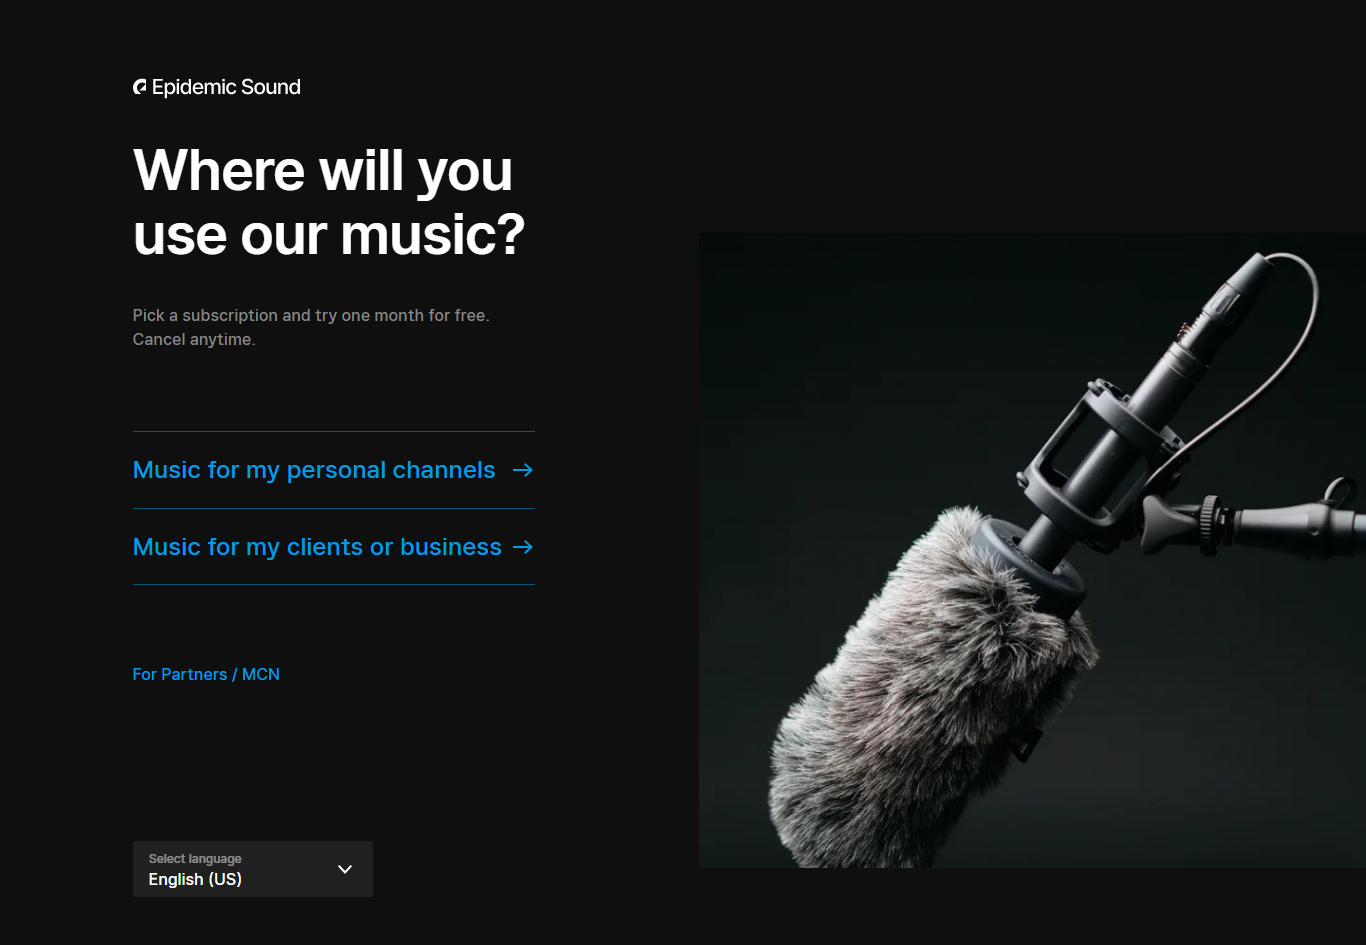 Epidemic Sound
Where will you
use our music?
Pick a subscription and try one month for free.
Cancel anytime.
Music for my personal channels
Music for my clients or business
For Partners / MCN
Select language
English (US)